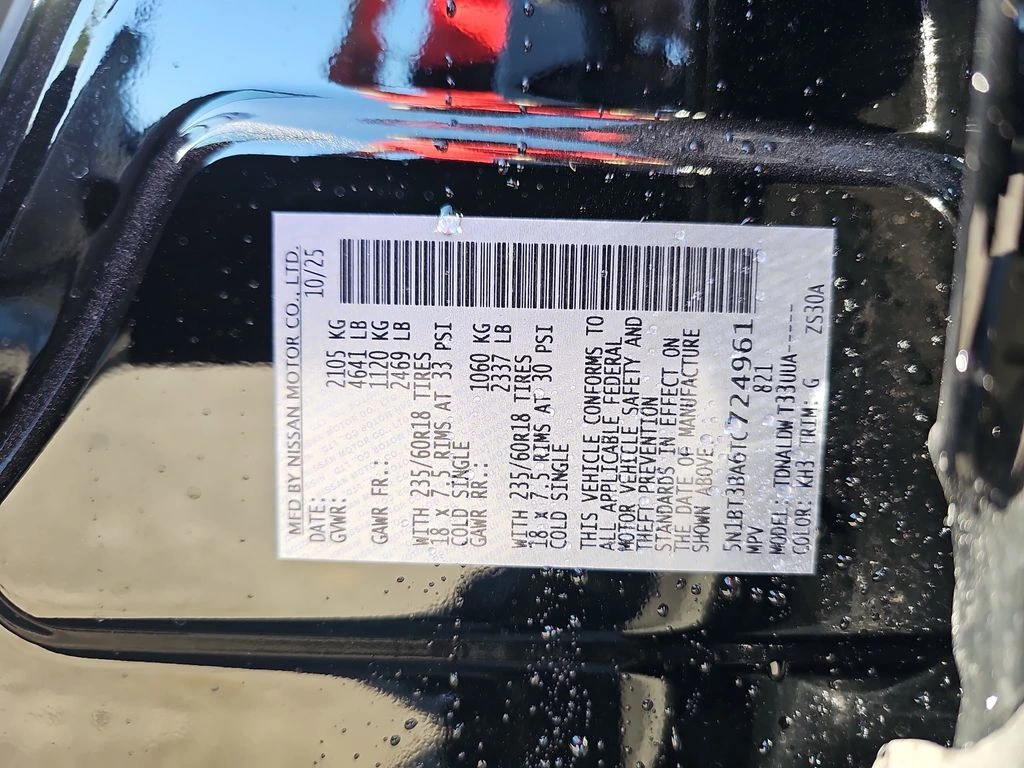 MFD BY NISSAN MOTOR CO., LTD.
DATE: 10/25
GVWR: 2105 KG
4641 LB
GAWR FR.: 1120 KG
2469 LB
WITH 235/60R18 TIRES
18 X 7.5 RIMS AT 33 PSI
COLD SINGLE
GAWR RR.: 1060 KG
2337 LB
WITH 235/60R18 TIRES
18 X 7.5 RIMS AT 30 PSI
COLD SINGLE
THIS VEHICLE CONFORMS TO
ALL APPLICABLE FEDERAL
MOTOR VEHICLE SAFETY AND
THEFT PREVENTION
STANDARDS IN EFFECT ON
THE DATE OF MANUFACTURE
SHOWN ABOVE.
5N1BT3BA6TC724961
MPV 821
MODEL: TDNALDWT33UUA-----
COLOR: KH3 TRIM: G ZS30A